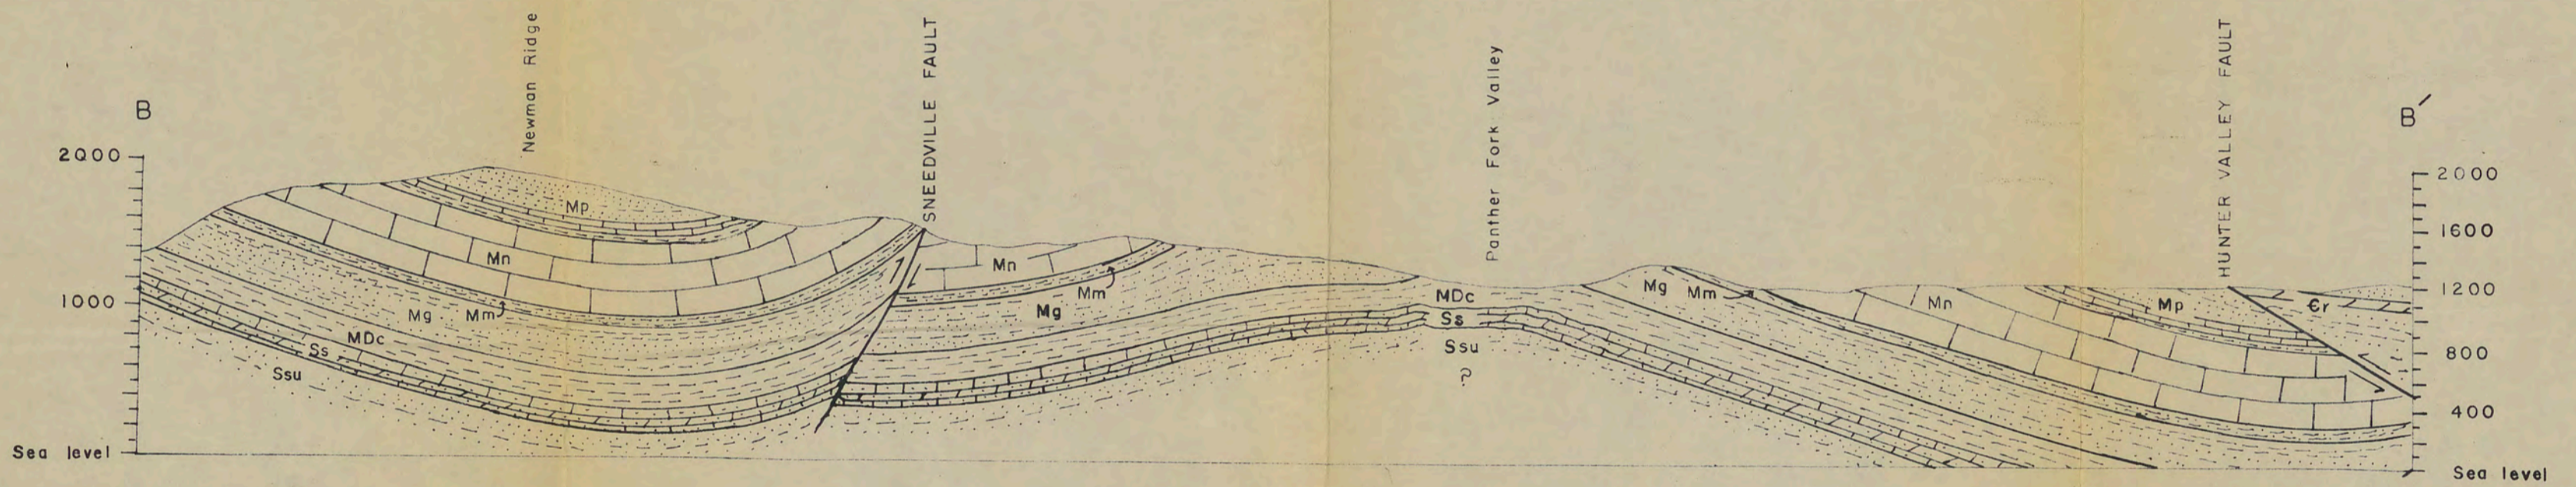 Newman Ridge
SNEEDVILLE FAULT
Panther Fork Valley
HUNTER VALLEY FAULT
B
B′
2000
1000
Sea level
2000
1600
1200
800
400
Sea level
Mp
Mn
Mg
Mm
MDc
Ss
Ssu
Mn
Mm
Mg
MDc
Ss
Ssu
?
Mg
Mm
Mn
Mp
Єr